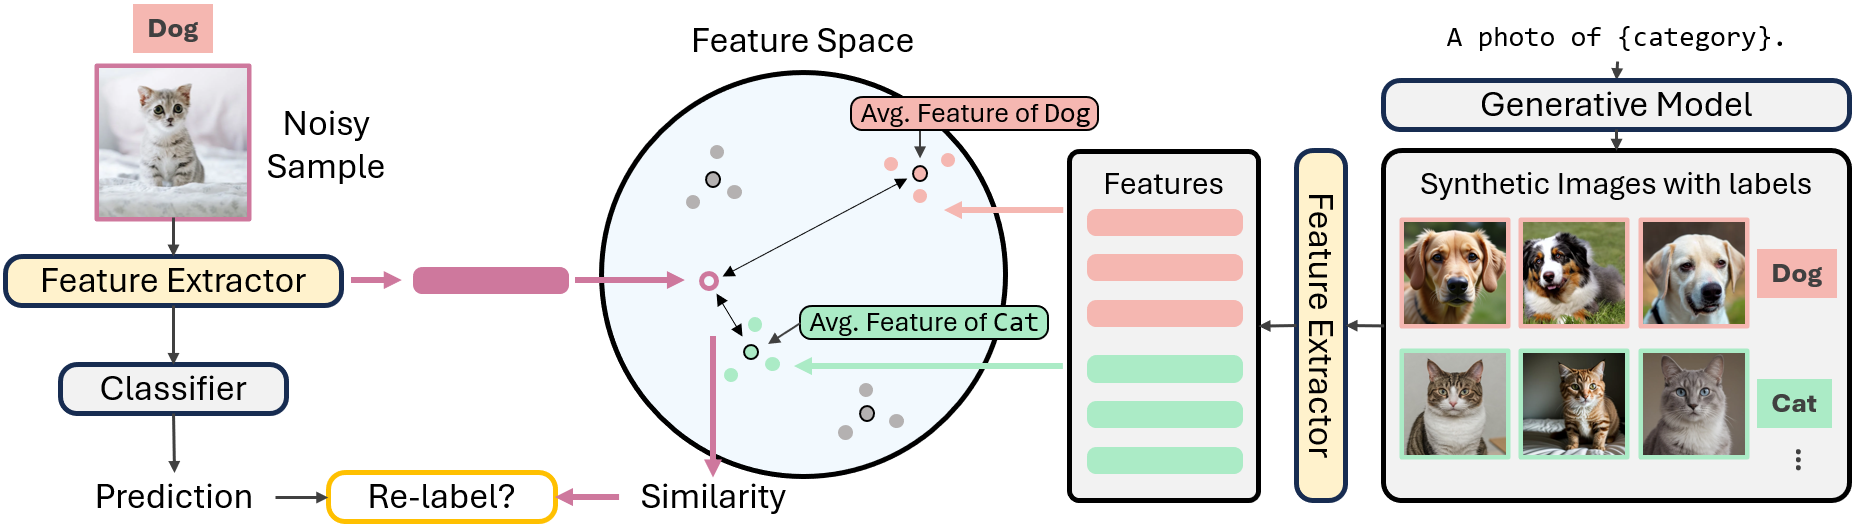 Dog
Noisy
Sample
Feature Extractor
Classifier
Prediction
Re-label?
Similarity
Feature Space
Avg. Feature of Dog
Avg. Feature of Cat
Features
Feature Extractor
A photo of {category}.
Generative Model
Synthetic Images with labels
Dog
Cat
⋮